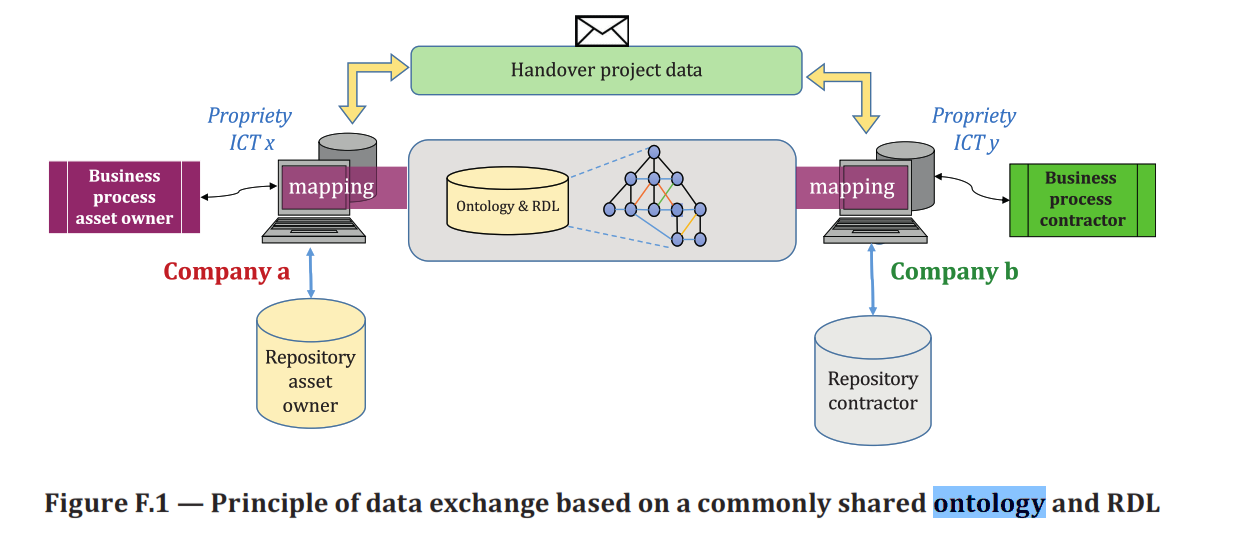 Handover project data
Propriety
ICT x
Propriety
ICT y
Business
process
asset owner
mapping
Ontology & RDL
mapping
Business
process
contractor
Company a
Company b
Repository
asset
owner
Repository
contractor
Figure F.1 — Principle of data exchange based on a commonly shared ontology and RDL